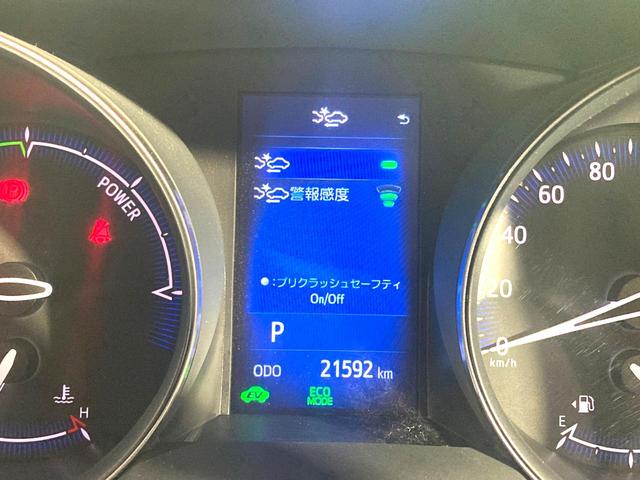 警報感度
:プリクラッシュセーフティ
On/Off
P
ODO 21592 km
EV
ECO
MODE
POWER
H
80
60
40
20
0
km/h
E